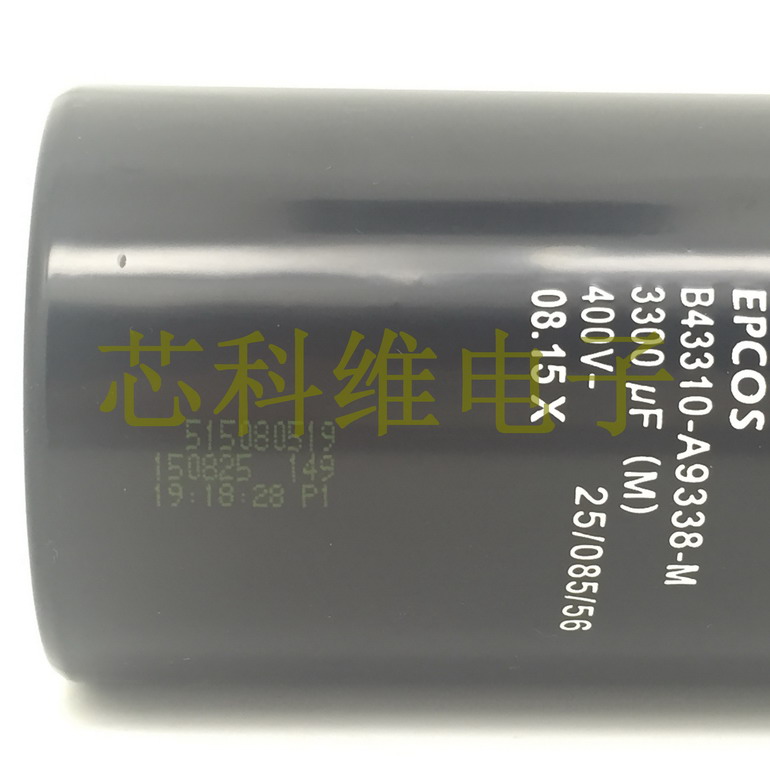 EPCOS
B43310-A9338-M
3300 µF (M)
400V- 25/085/56
08.15 X
芯科维电子
515080519
150825 149
19:18:28 P1